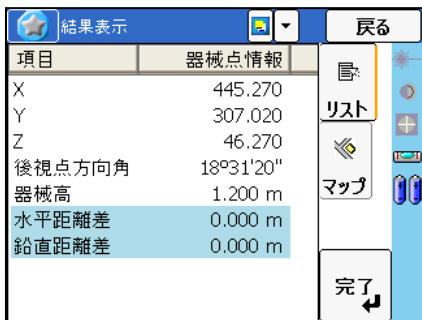 結果表示
戻る
項目 器械点情報
X 445.270
Y 307.020
Z 46.270
後視点方向角 18°31'20"
器械高 1.200 m
水平距離差 0.000 m
鉛直距離差 0.000 m
リスト
マップ
完了